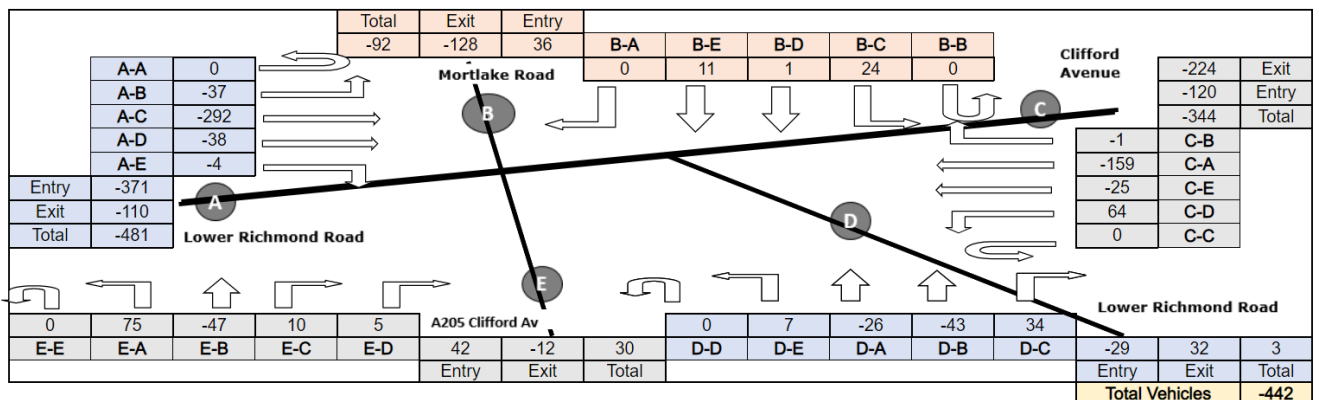 Total Exit Entry
-92 -128 36 B-A B-E B-D B-C B-B
0 11 1 24 0
Mortlake Road
Clifford
Avenue
-224 Exit
-120 Entry
-344 Total
A-A 0
A-B -37
A-C -292
A-D -38
A-E -4
Entry -371
Exit -110
Total -481
Lower Richmond Road
B
C
A
D
E
-1 C-B
-159 C-A
-25 C-E
64 C-D
0 C-C
Lower Richmond Road
A205 Clifford Av
0 75 -47 10 5
E-E E-A E-B E-C E-D
42 -12 30
Entry Exit Total
0 7 -26 -43 34
D-D D-E D-A D-B D-C
-29 32 3
Entry Exit Total
Total Vehicles -442